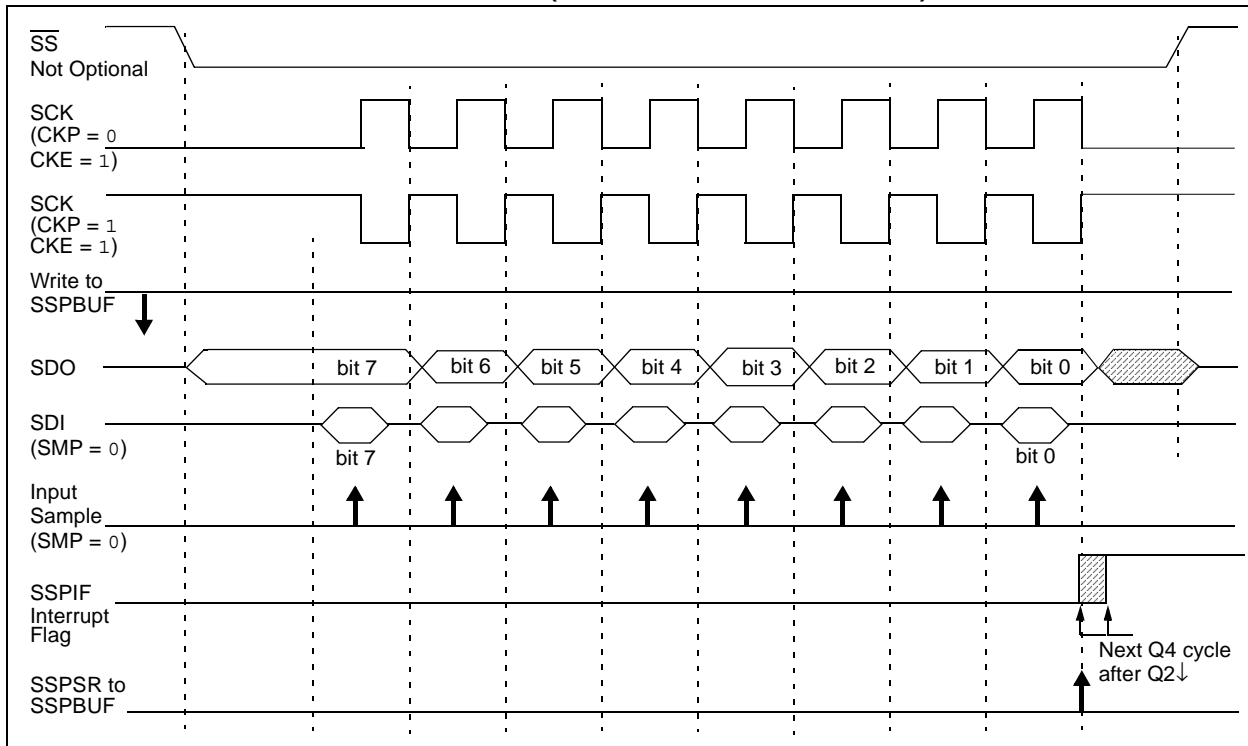 SS
Not Optional
SCK
(CKP = 0
CKE = 1)
SCK
(CKP = 1
CKE = 1)
Write to
SSPBUF
SDO
bit 7
bit 6
bit 5
bit 4
bit 3
bit 2
bit 1
bit 0
SDI
(SMP = 0)
bit 7
bit 0
Input
Sample
(SMP = 0)
SSPIF
Interrupt
Flag
Next Q4 cycle
after Q2↓
SSPSR to
SSPBUF